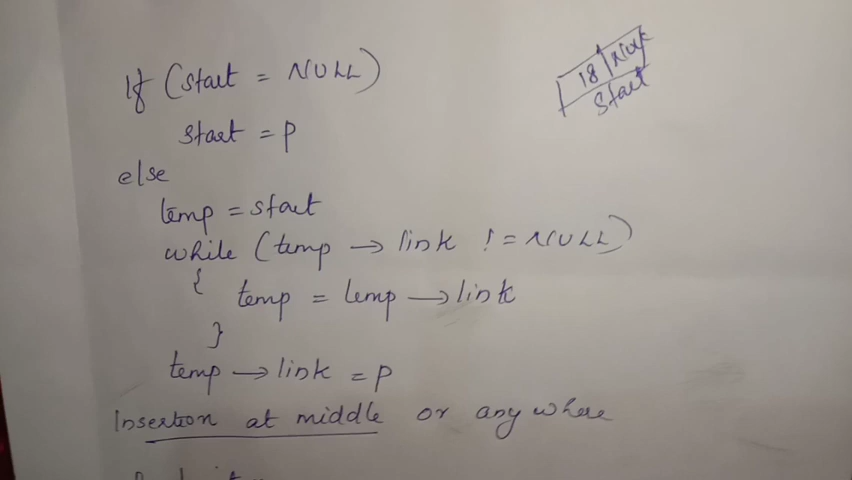 If (start = NULL)
start = p
else
temp = start
while (temp → link != NULL)
{ temp = temp → link
}
temp → link = p
Insertion at middle or any where
18 | NULL
Start